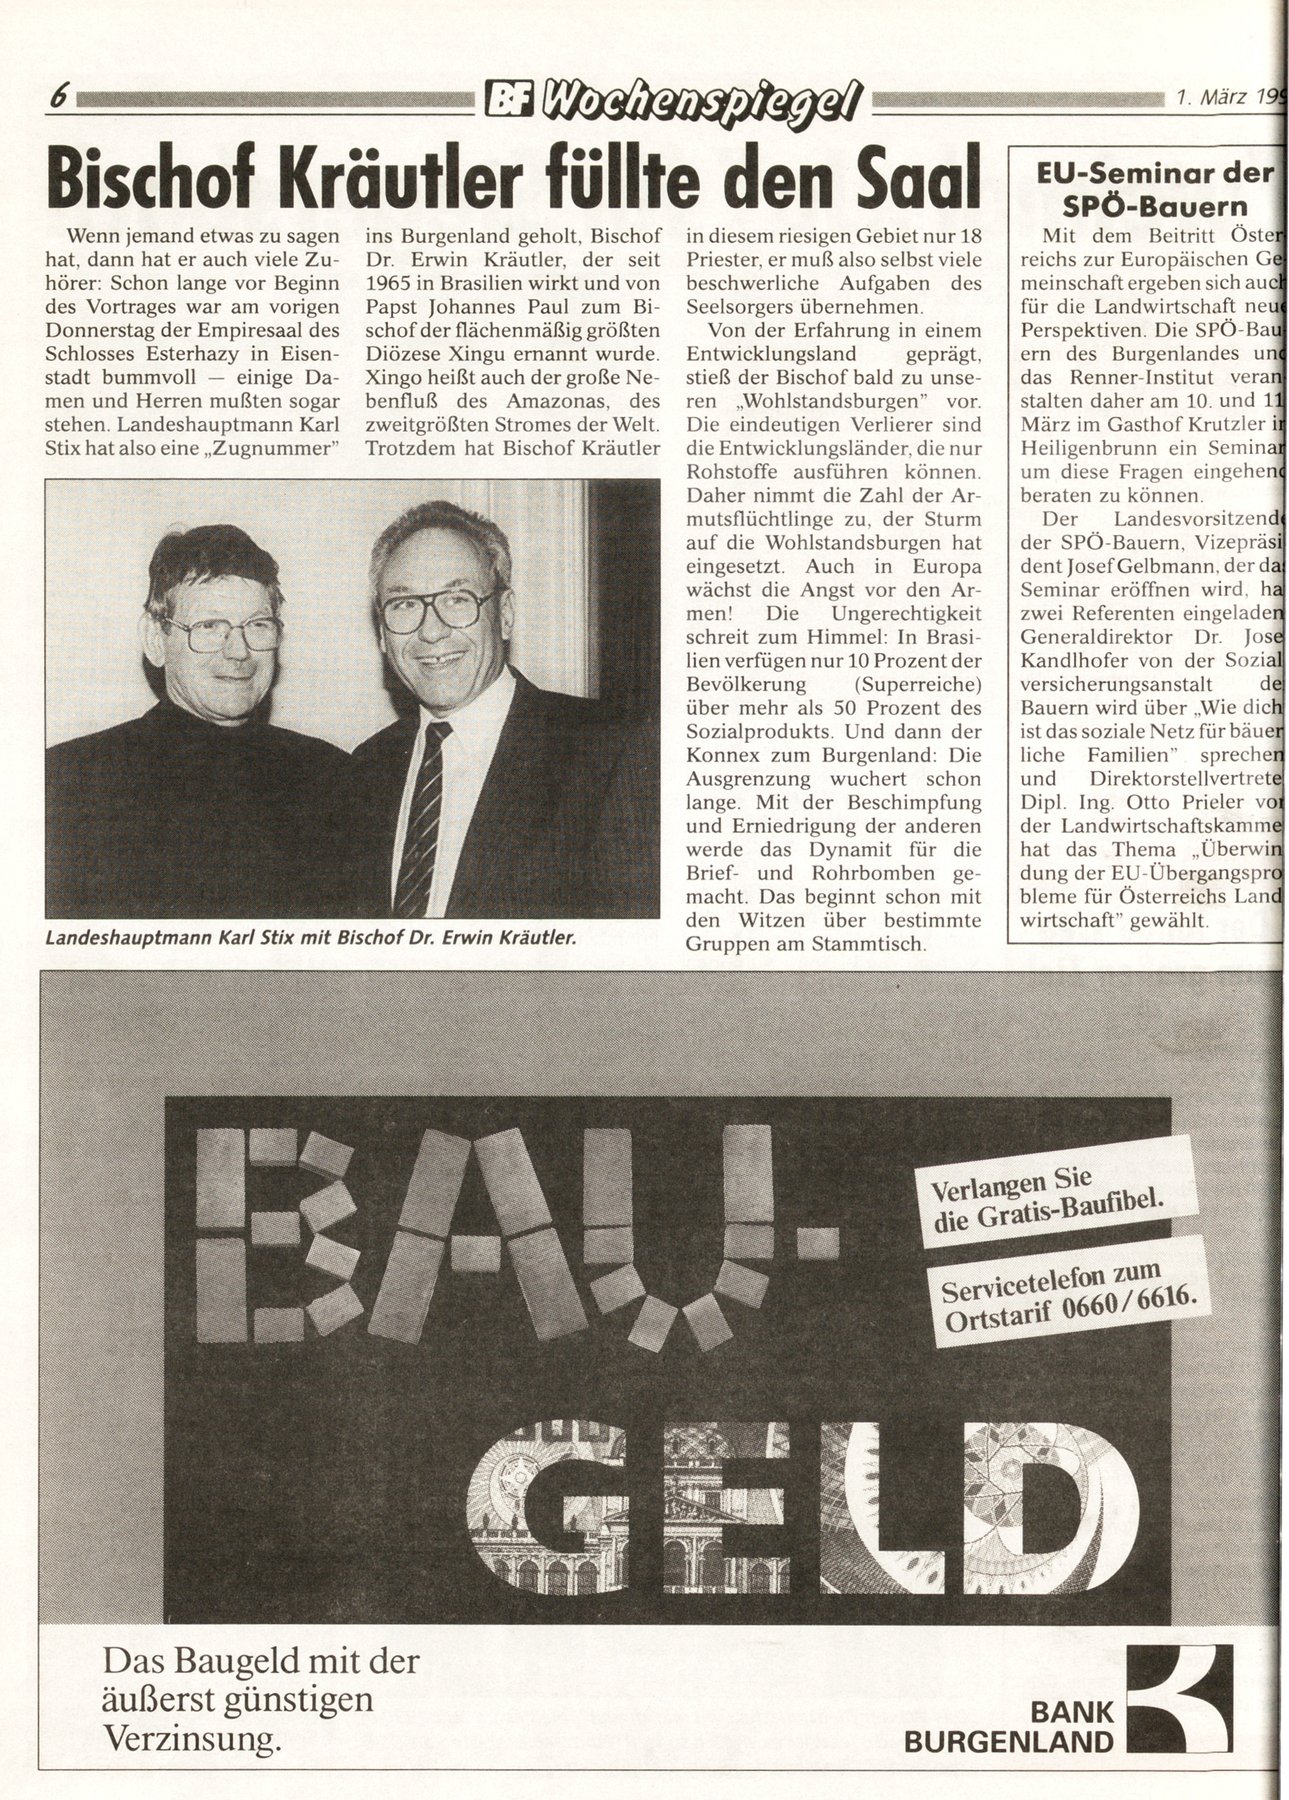 6
BF Wochenspiegel
1. März 199
Bischof Kräutler füllte den Saal
Wenn jemand etwas zu sagen
hat, dann hat er auch viele Zu-
hörer: Schon lange vor Beginn
des Vortrages war am vorigen
Donnerstag der Empiresaal des
Schlosses Esterhazy in Eisen-
stadt bummvoll — einige Da-
men und Herren mußten sogar
stehen. Landeshauptmann Karl
Stix hat also eine „Zugnummer”
ins Burgenland geholt, Bischof
Dr. Erwin Kräutler, der seit
1965 in Brasilien wirkt und von
Papst Johannes Paul zum Bi-
schof der flächenmäßig größten
Diözese Xingu ernannt wurde.
Xingo heißt auch der große Ne-
benfluß des Amazonas, des
zweitgrößten Stromes der Welt.
Trotzdem hat Bischof Kräutler
in diesem riesigen Gebiet nur 18
Priester, er muß also selbst viele
beschwerliche Aufgaben des
Seelsorgers übernehmen.
Von der Erfahrung in einem
Entwicklungsland geprägt,
stieß der Bischof bald zu unse-
ren „Wohlstandsburgen” vor.
Die eindeutigen Verlierer sind
die Entwicklungsländer, die nur
Rohstoffe ausführen können.
Daher nimmt die Zahl der Ar-
mutsflüchtlinge zu, der Sturm
auf die Wohlstandsburgen hat
eingesetzt. Auch in Europa
wächst die Angst vor den Ar-
men! Die Ungerechtigkeit
schreit zum Himmel: In Brasi-
lien verfügen nur 10 Prozent der
Bevölkerung (Superreiche)
über mehr als 50 Prozent des
Sozialprodukts. Und dann der
Konnex zum Burgenland: Die
Ausgrenzung wuchert schon
lange. Mit der Beschimpfung
und Erniedrigung der anderen
werde das Dynamit für die
Brief- und Rohrbomben ge-
macht. Das beginnt schon mit
den Witzen über bestimmte
Gruppen am Stammtisch.
Landeshauptmann Karl Stix mit Bischof Dr. Erwin Kräutler.
EU-Seminar der
SPÖ-Bauern
Mit dem Beitritt Öster-
reichs zur Europäischen Ge
meinschaft ergeben sich auch
für die Landwirtschaft neue
Perspektiven. Die SPÖ-Bau
ern des Burgenlandes und
das Renner-Institut veran
stalten daher am 10. und 11
März im Gasthof Krutzler in
Heiligenbrunn ein Seminar
um diese Fragen eingehend
beraten zu können.
Der Landesvorsitzende
der SPÖ-Bauern, Vizepräsi
dent Josef Gelbmann, der da
Seminar eröffnen wird, ha
zwei Referenten eingeladen
Generaldirektor Dr. Jose
Kandlhofer von der Sozial
versicherungsanstalt de
Bauern wird über „Wie dich
ist das soziale Netz für bäuer
liche Familien” sprechen
und Direktorstellvertrete
Dipl. Ing. Otto Prieler vor
der Landwirtschaftskamme
hat das Thema „Überwin
dung der EU-Übergangspro
bleme für Österreichs Land
wirtschaft” gewählt.
BAU-
Verlangen Sie
die Gratis-Baufibel.
Servicetelefon zum
Ortstarif 0660/6616.
GELD
Das Baugeld mit der
äußerst günstigen
Verzinsung.
BANK
BURGENLAND